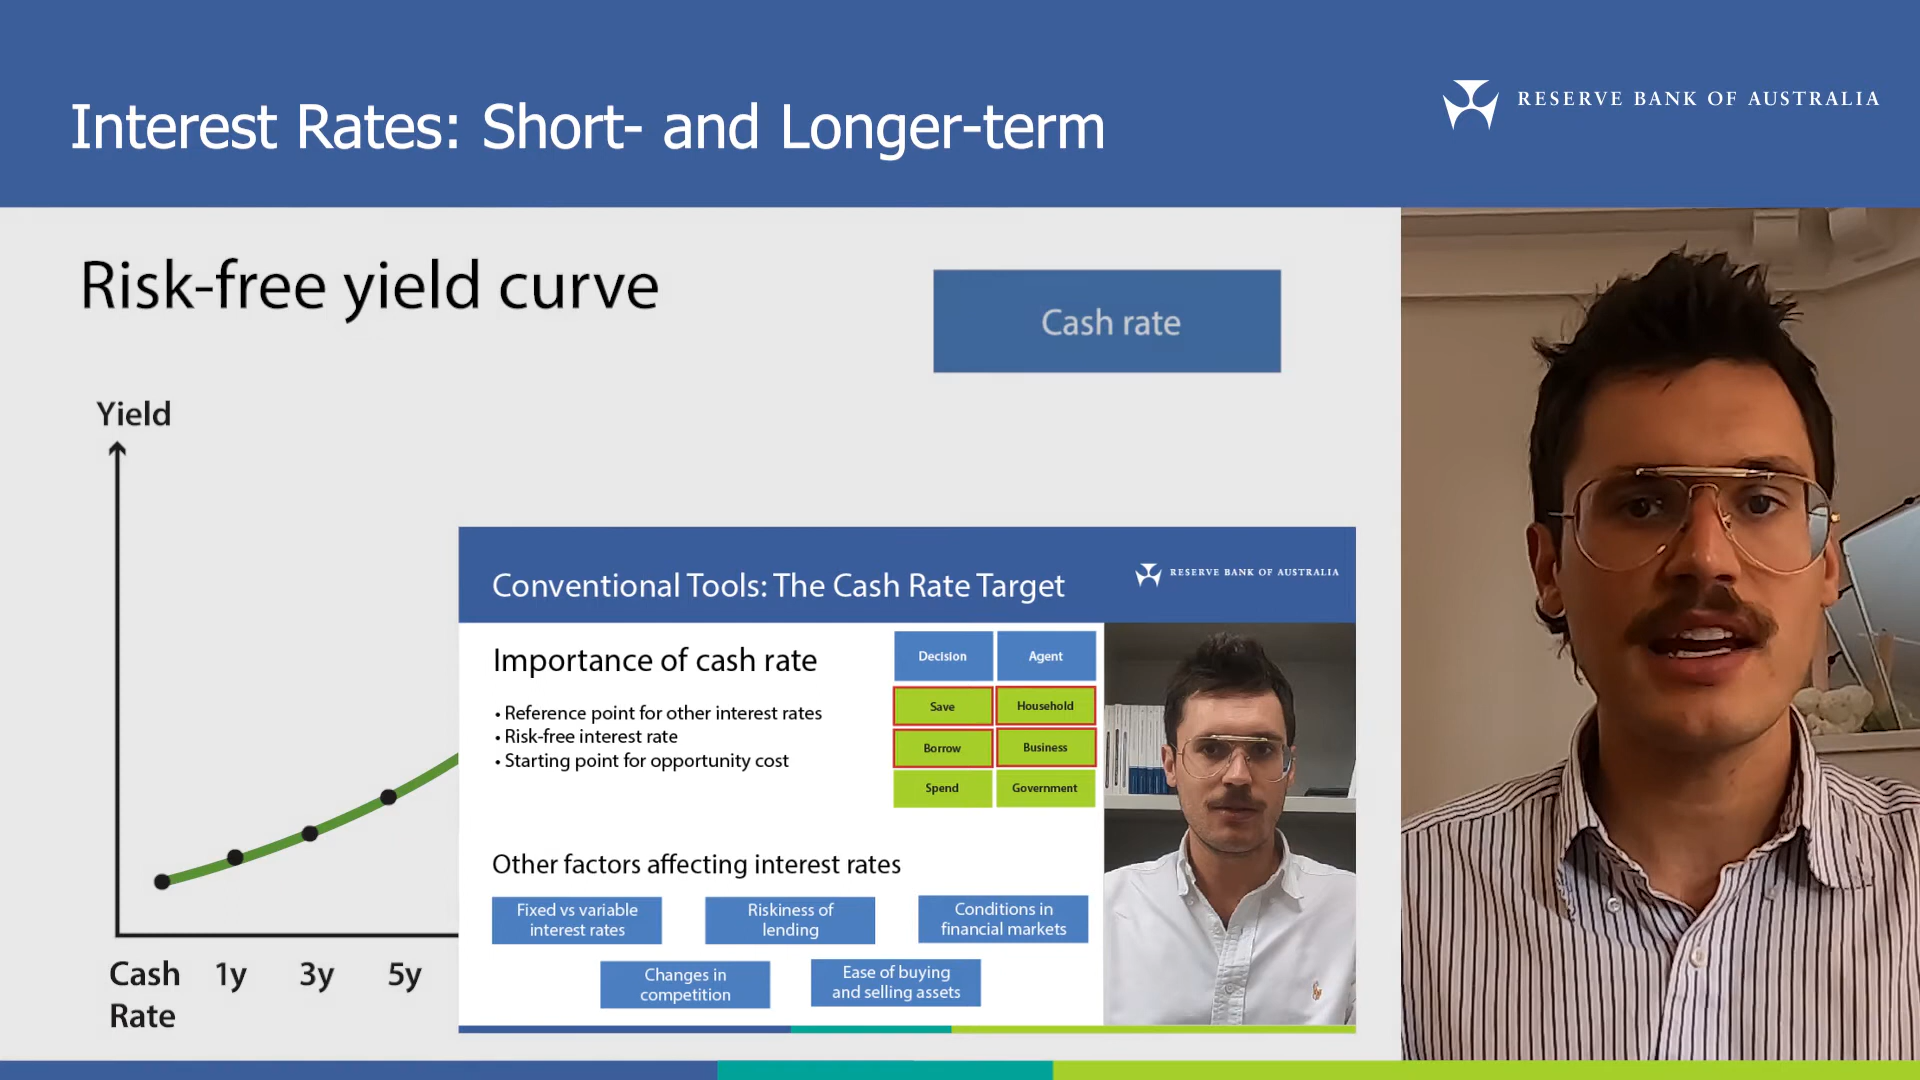 Interest Rates: Short- and Longer-term
RESERVE BANK OF AUSTRALIA
Risk-free yield curve
Cash rate
Yield
Cash Rate
1y
3y
5y
Conventional Tools: The Cash Rate Target
RESERVE BANK OF AUSTRALIA
Importance of cash rate
• Reference point for other interest rates
• Risk-free interest rate
• Starting point for opportunity cost
Decision
Agent
Save
Household
Borrow
Business
Spend
Government
Other factors affecting interest rates
Fixed vs variable
interest rates
Riskiness of
lending
Conditions in
financial markets
Changes in
competition
Ease of buying
and selling assets